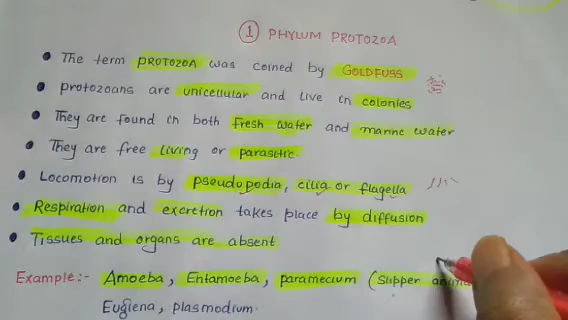 ① PHYLUM PROTOZOA
• The term PROTOZOA was coined by GOLDFUSS
• protozoans are unicellular and live in colonies
• They are found in both fresh water and marine water
• They are free living or parasitic
• Locomotion is by pseudopodia, cilia or flagella
• Respiration and excretion takes place by diffusion
• Tissues and organs are absent
Example:- Amoeba, Entamoeba, paramecium (Slipper
Euglena, plasmodium.